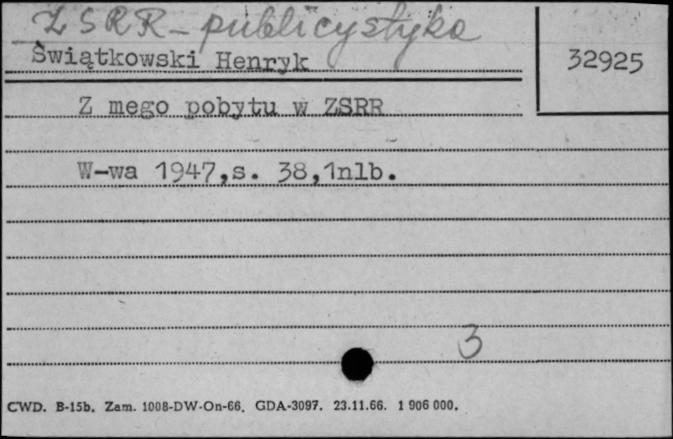 ZSRR - publicystyka
Świątkowski Henryk
32925
Z mego pobytu w ZSRR
W-wa 1947,s. 38,1nlb.
3
CWD. B-15b. Zam. 1008-DW-On-66. GDA-3097. 23.11.66. 1 906 000.